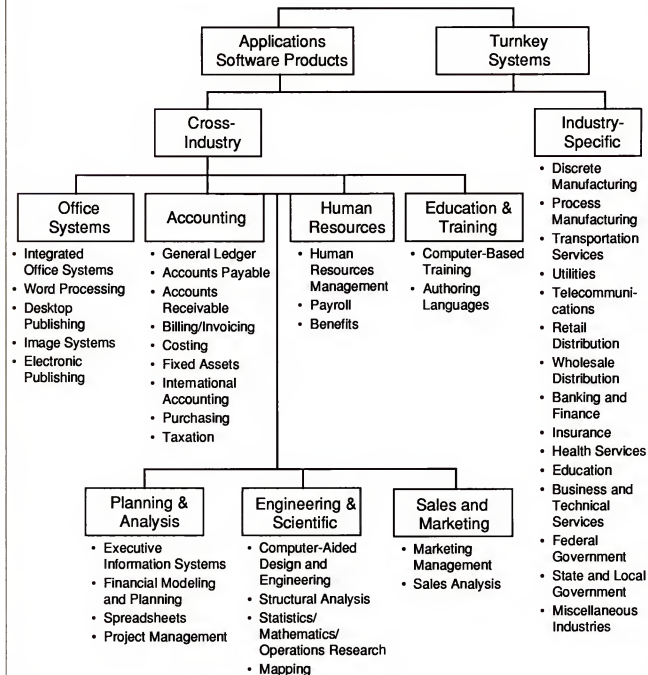 Applications
Software Products
Turnkey
Systems
Cross-
Industry
Industry-
Specific
• Discrete
Manufacturing
• Process
Manufacturing
• Transportation
Services
• Utilities
• Telecommuni-
cations
• Retail
Distribution
• Wholesale
Distribution
• Banking and
Finance
• Insurance
• Health Services
• Education
• Business and
Technical
Services
• Federal
Government
• State and Local
Government
• Miscellaneous
Industries
Office
Systems
• Integrated
Office Systems
• Word Processing
• Desktop
Publishing
• Image Systems
• Electronic
Publishing
Accounting
• General Ledger
• Accounts Payable
• Accounts
Receivable
• Billing/Invoicing
• Costing
• Fixed Assets
• International
Accounting
• Purchasing
• Taxation
Human
Resources
• Human
Resources
Management
• Payroll
• Benefits
Education &
Training
• Computer-Based
Training
• Authoring
Languages
Planning &
Analysis
• Executive
Information Systems
• Financial Modeling
and Planning
• Spreadsheets
• Project Management
Engineering &
Scientific
• Computer-Aided
Design and
Engineering
• Structural Analysis
• Statistics/
Mathematics/
Operations Research
• Mapping
Sales and
Marketing
• Marketing
Management
• Sales Analysis